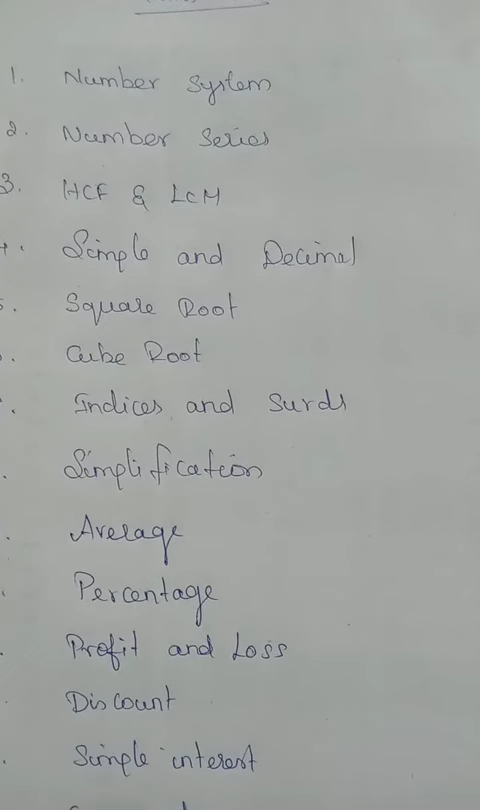 1. Number System
2. Number Series
3. HCF & LCM
Simple and Decimal
Square Root
Cube Root
Indices and Surds
Simplification
Average
Percentage
Profit and Loss
Discount
Simple interest